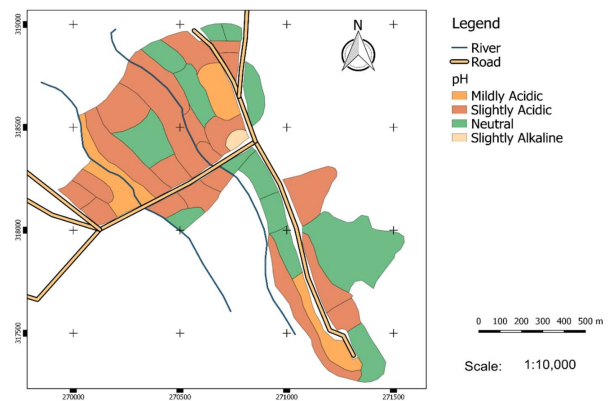 319000
318500
318000
317500
270000
270500
271000
271500
N
Legend
River
Road
pH
Mildly Acidic
Slightly Acidic
Neutral
Slightly Alkaline
0 100 200 300 400 500 m
Scale: 1:10,000